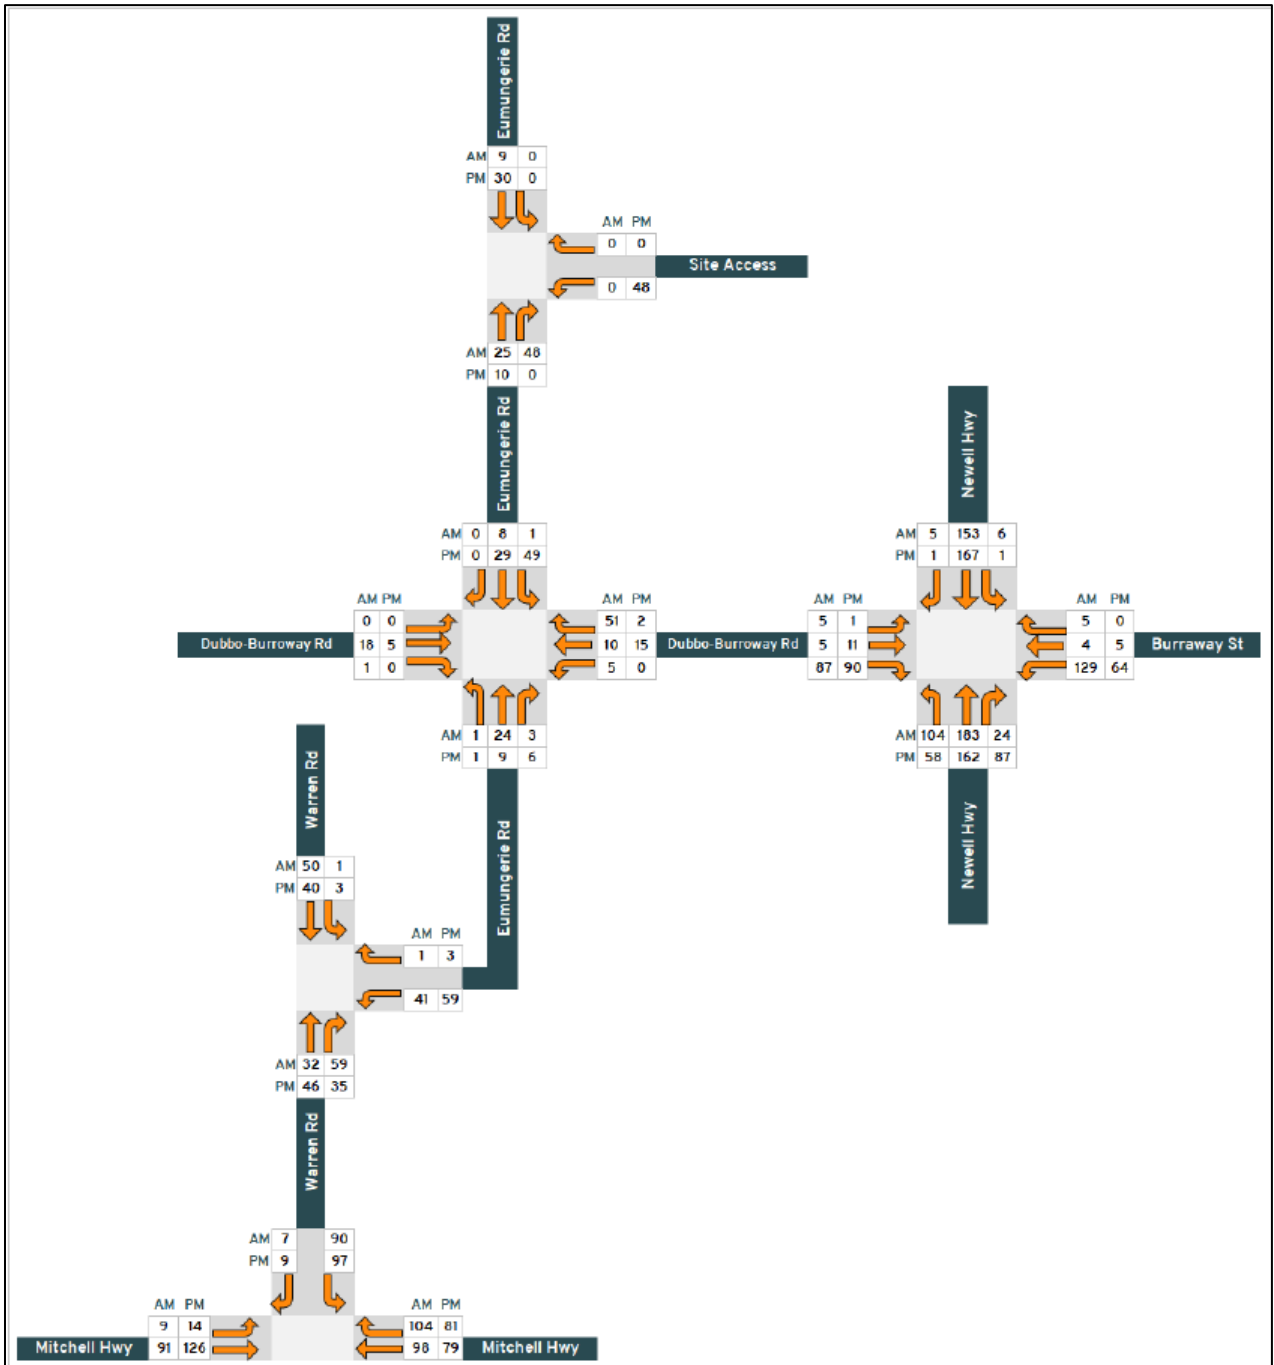 Eumungerie Rd
AM 9 0
PM 30 0
AM PM
0 0
Site Access
0 48
AM 25 48
PM 10 0
Eumungerie Rd
Newell Hwy
AM 0 8 1
PM 0 29 49
AM 5 153 6
PM 1 167 1
AM PM
0 0
Dubbo-Burroway Rd 18 5
1 0
AM PM
51 2
10 15 Dubbo-Burroway Rd
5 0
AM PM
5 1
5 11
87 90
AM PM
5 0
4 5 Burraway St
129 64
AM 1 24 3
PM 1 9 6
AM 104 183 24
PM 58 162 87
Warren Rd
Eumungerie Rd
Newell Hwy
AM 50 1
PM 40 3
AM PM
1 3
41 59
AM 32 59
PM 46 35
Warren Rd
AM 7 90
PM 9 97
AM PM
9 14
Mitchell Hwy 91 126
AM PM
104 81
98 79 Mitchell Hwy